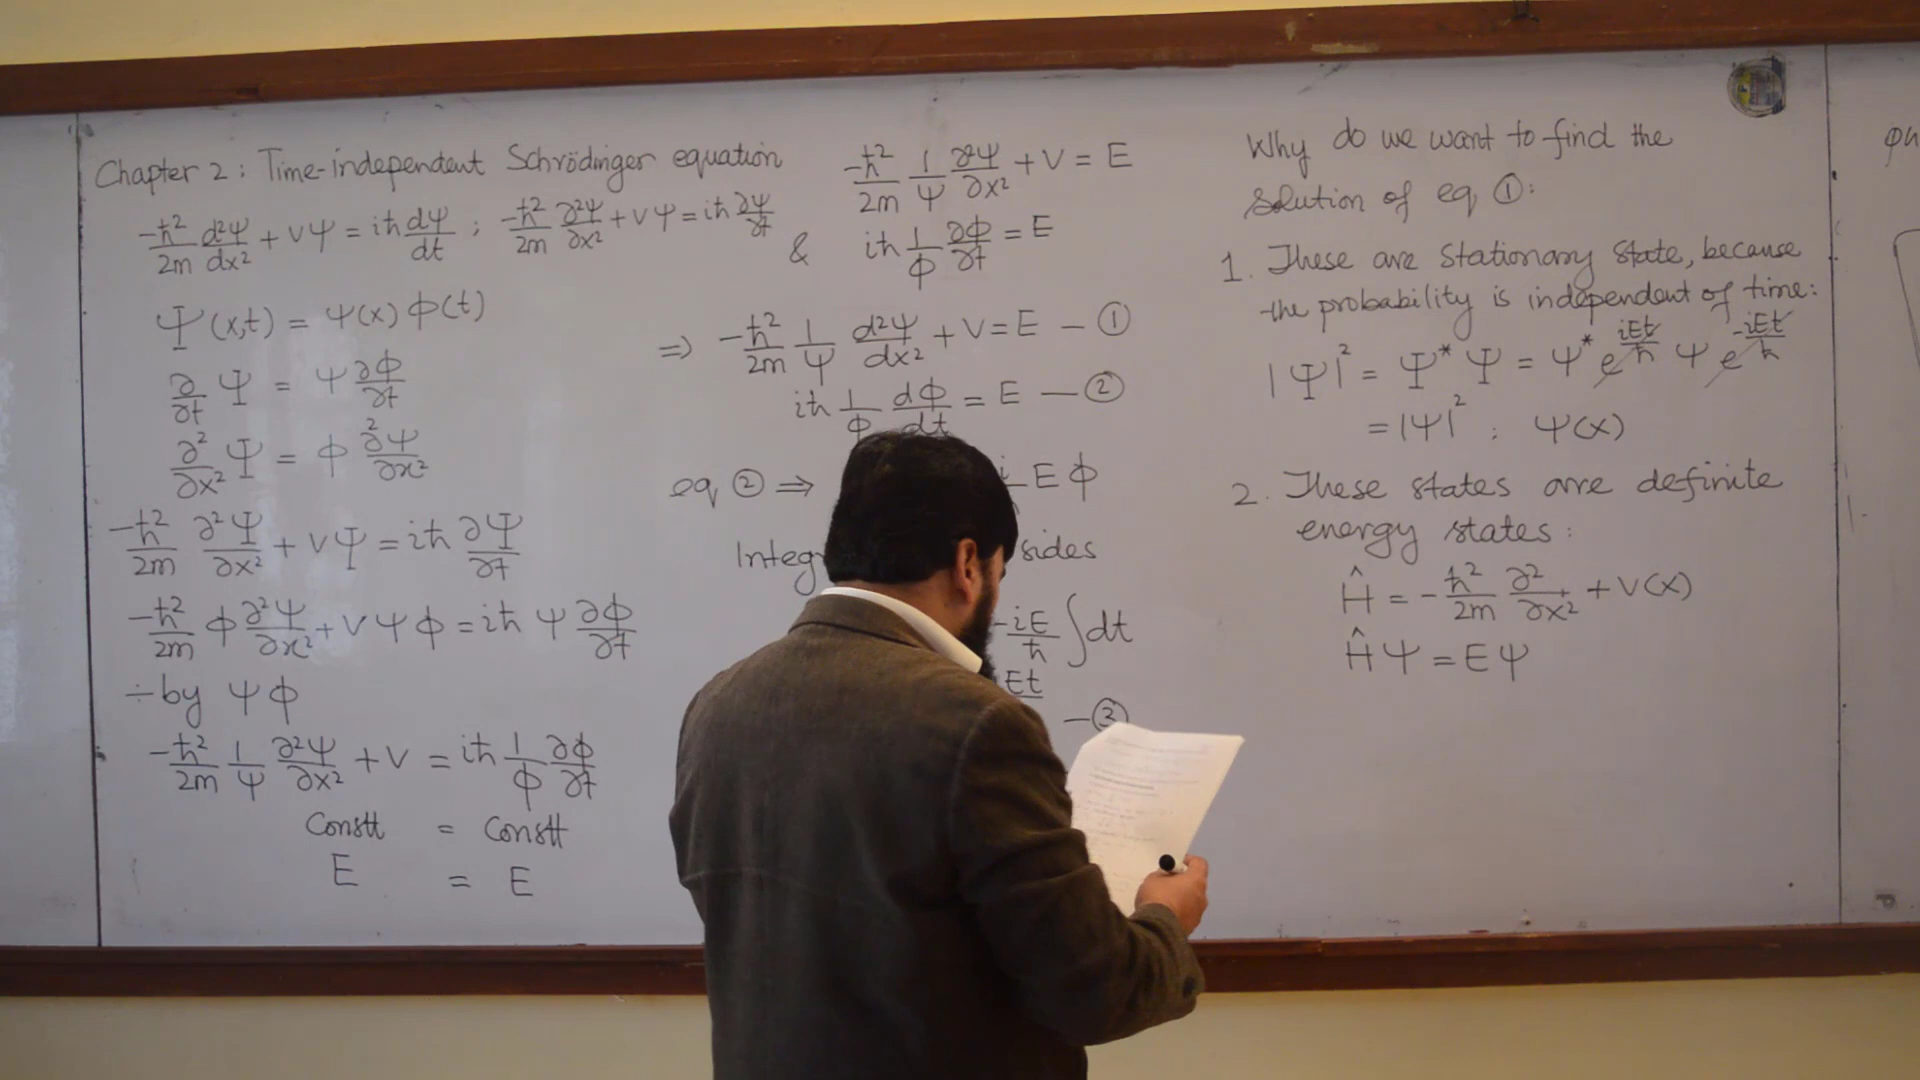 Chapter 2: Time-independent Schrödinger equation
-ħ²/2m d²Ψ/dx² + VΨ = iħ dΨ/dt ; -ħ²/2m ∂²Ψ/∂x² + VΨ = iħ ∂Ψ/∂t
Ψ(x,t) = ψ(x) φ(t)
∂/∂t Ψ = ψ ∂φ/∂t
∂²/∂x² Ψ = φ ∂²ψ/∂x²
-ħ²/2m ∂²Ψ/∂x² + VΨ = iħ ∂Ψ/∂t
-ħ²/2m φ ∂²ψ/∂x² + Vψφ = iħ ψ ∂φ/∂t
÷by ψφ
-ħ²/2m 1/ψ ∂²ψ/∂x² + V = iħ 1/φ ∂φ/∂t
Constt = Constt
E = E
-ħ²/2m 1/ψ ∂²ψ/∂x² + V = E
& iħ 1/φ ∂φ/∂t = E
⇒ -ħ²/2m 1/ψ d²ψ/dx² + V = E — ①
iħ 1/φ dφ/dt = E — ②
eq ② ⇒ E φ
sides
-iE/ħ ∫dt
Et
— ③
Why do we want to find the
solution of eq ①:
1. These are stationary state, because
the probability is independent of time:
|Ψ|² = Ψ* Ψ = ψ* e^iEt/ħ ψ e^-iEt/ħ
= |ψ|² ; ψ(x)
2. These states are definite
energy states:
Ĥ = -ħ²/2m ∂²/∂x² + V(x)
Ĥψ = Eψ